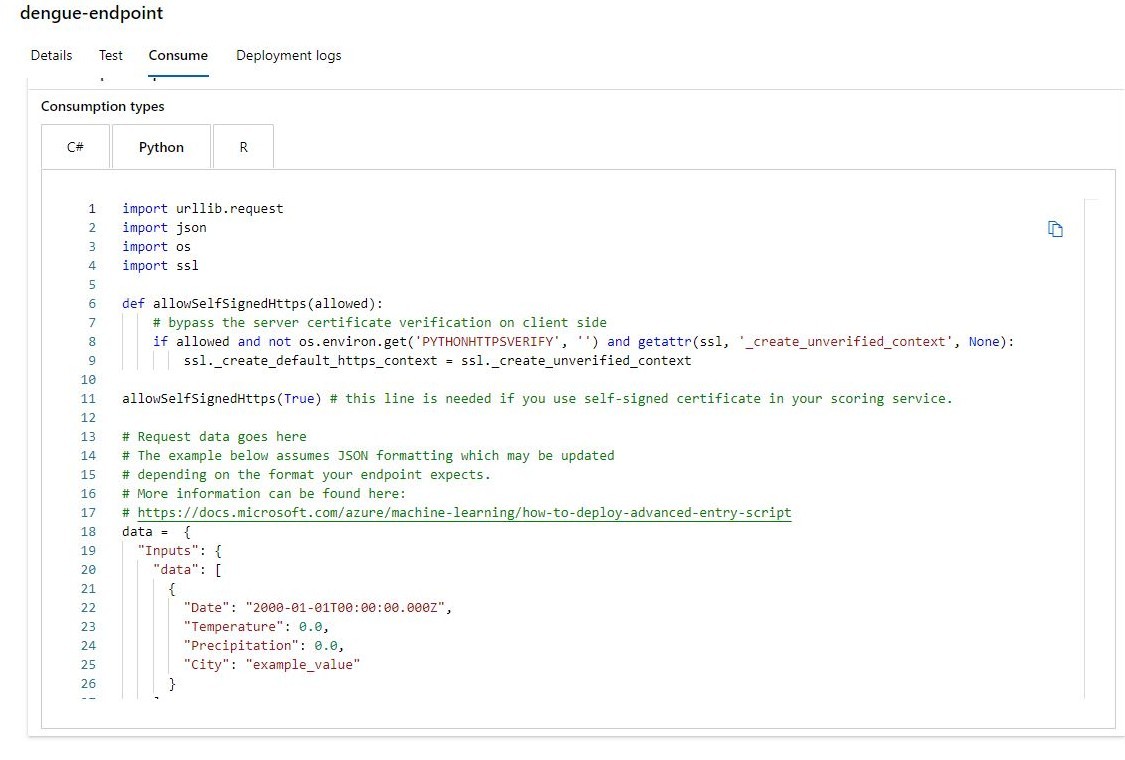 dengue-endpoint
Details Test Consume Deployment logs
Consumption types
C# Python R
1 import urllib.request
2 import json
3 import os
4 import ssl
5
6 def allowSelfSignedHttps(allowed):
7     # bypass the server certificate verification on client side
8     if allowed and not os.environ.get('PYTHONHTTPSVERIFY', '') and getattr(ssl, '_create_unverified_context', None):
9         ssl._create_default_https_context = ssl._create_unverified_context
10
11 allowSelfSignedHttps(True) # this line is needed if you use self-signed certificate in your scoring service.
12
13 # Request data goes here
14 # The example below assumes JSON formatting which may be updated
15 # depending on the format your endpoint expects.
16 # More information can be found here:
17 # https://docs.microsoft.com/azure/machine-learning/how-to-deploy-advanced-entry-script
18 data =  {
19   "Inputs": {
20     "data": [
21       {
22         "Date": "2000-01-01T00:00:00.000Z",
23         "Temperature": 0.0,
24         "Precipitation": 0.0,
25         "City": "example_value"
26       }